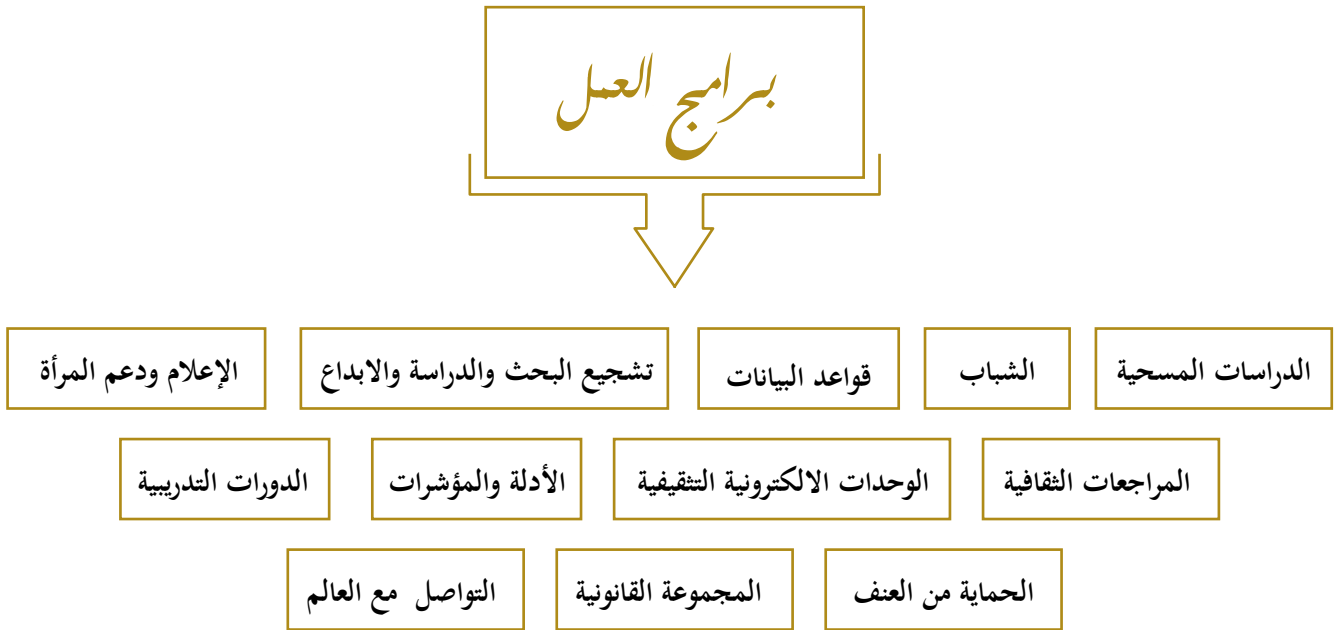 برامج العمل
الدراسات المسحية
الشباب
قواعد البيانات
تشجيع البحث والدراسة والابداع
الإعلام ودعم المرأة
المراجعات الثقافية
الوحدات الالكترونية التثقيفية
الأدلة والمؤشرات
الدورات التدريبية
الحماية من العنف
المجموعة القانونية
التواصل مع العالم